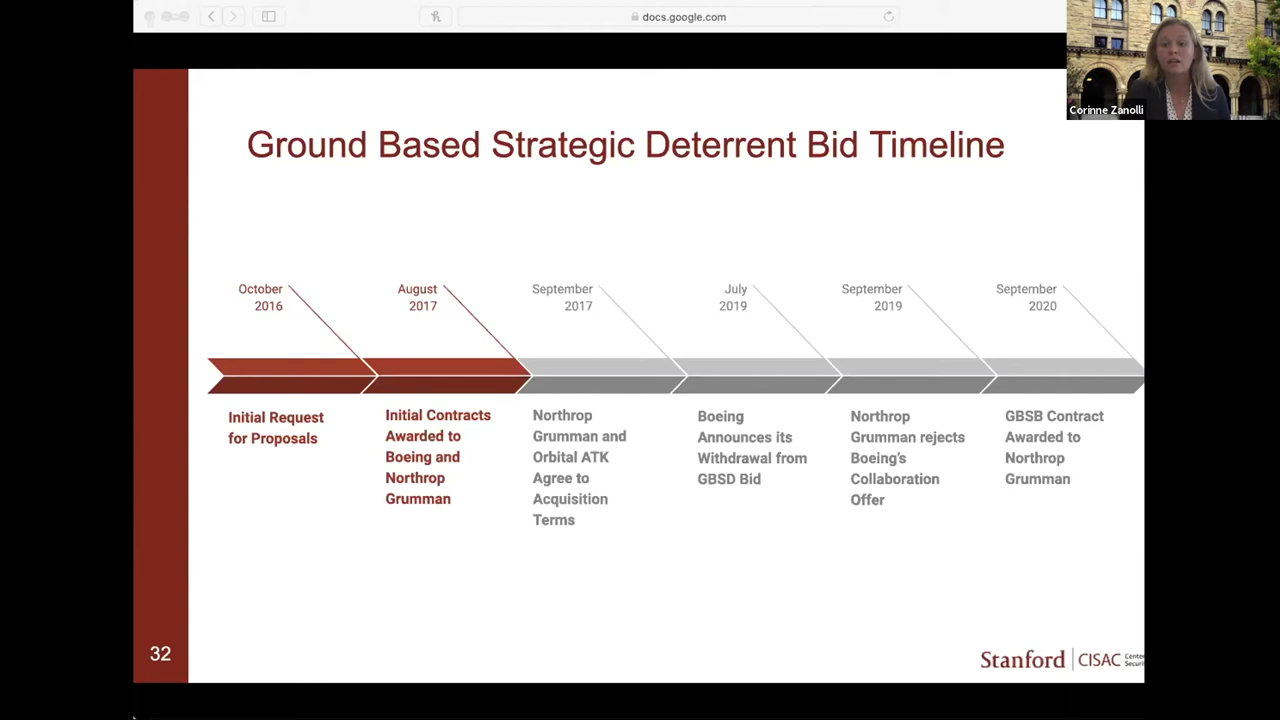 docs.google.com
Corinne Zanolli
Ground Based Strategic Deterrent Bid Timeline
October
2016
August
2017
September
2017
July
2019
September
2019
September
2020
Initial Request
for Proposals
Initial Contracts
Awarded to
Boeing and
Northrop
Grumman
Northrop
Grumman and
Orbital ATK
Agree to
Acquisition
Terms
Boeing
Announces its
Withdrawal from
GBSD Bid
Northrop
Grumman rejects
Boeing's
Collaboration
Offer
GBSB Contract
Awarded to
Northrop
Grumman
32
Stanford CISAC